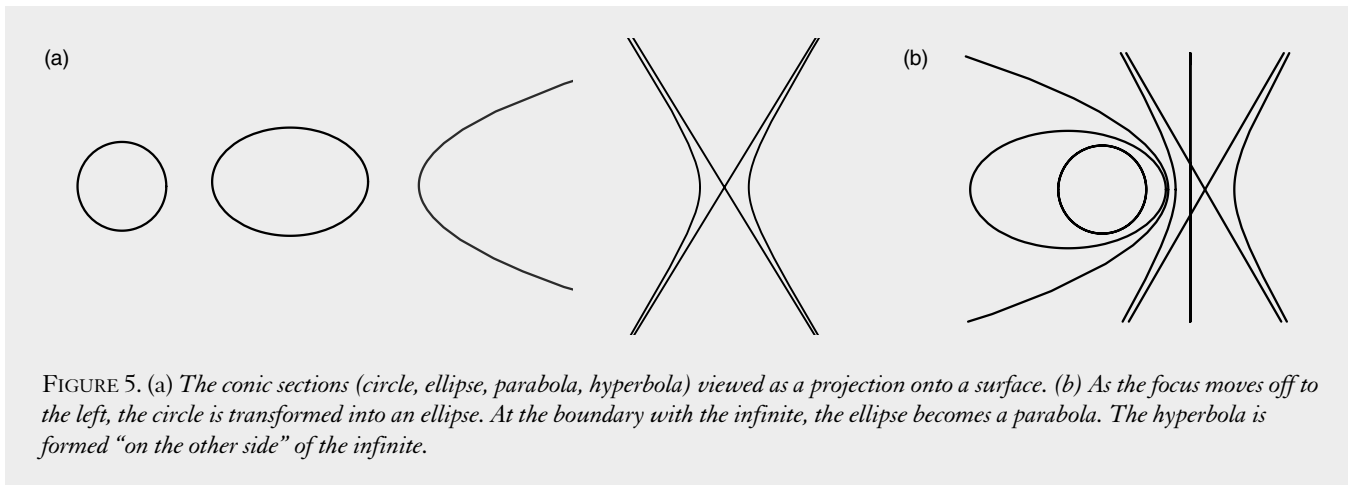 (a)
(b)
FIGURE 5. (a) The conic sections (circle, ellipse, parabola, hyperbola) viewed as a projection onto a surface. (b) As the focus moves off to
the left, the circle is transformed into an ellipse. At the boundary with the infinite, the ellipse becomes a parabola. The hyperbola is
formed “on the other side” of the infinite.